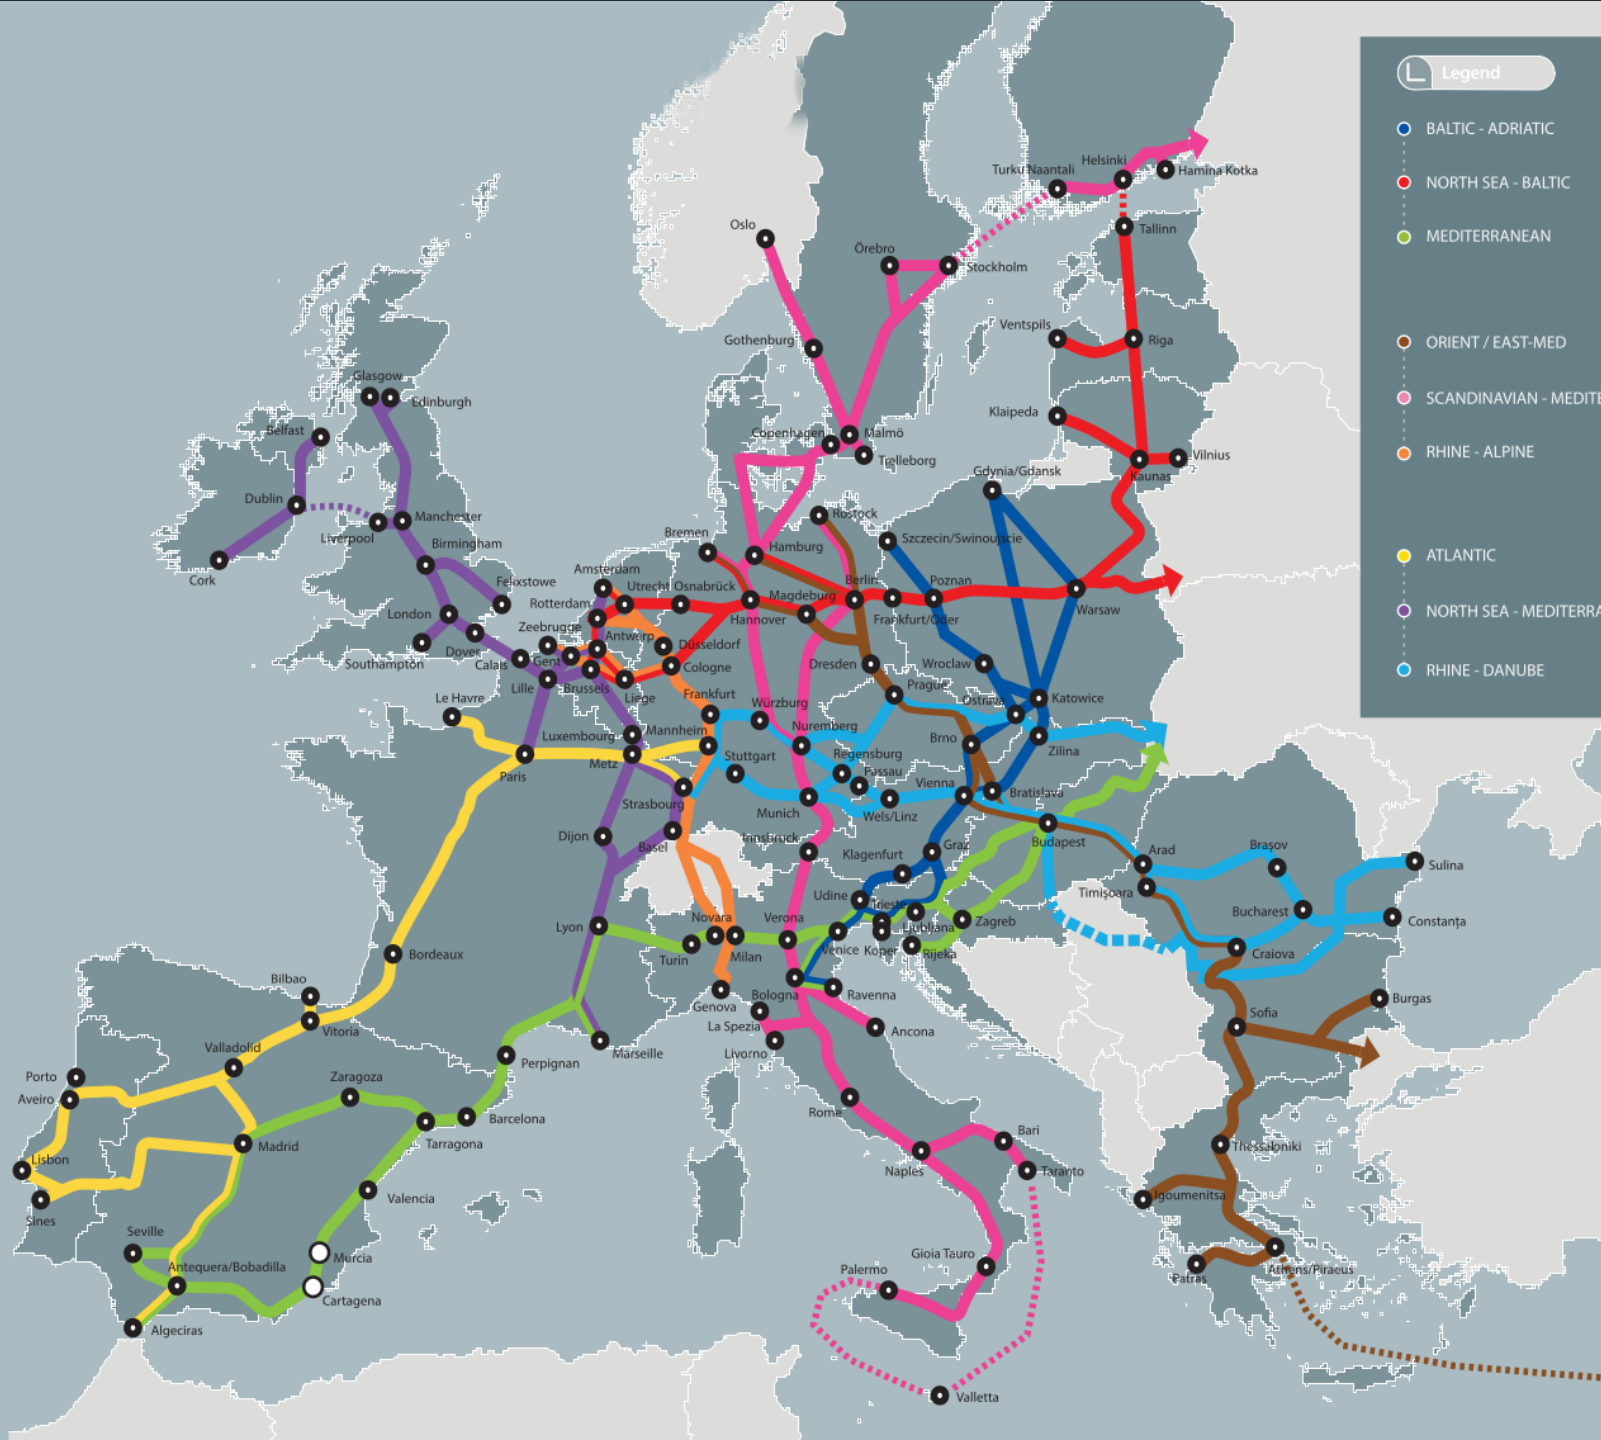 Legend
BALTIC - ADRIATIC
NORTH SEA - BALTIC
MEDITERRANEAN
ORIENT / EAST-MED
SCANDINAVIAN - MEDITE
RHINE - ALPINE
ATLANTIC
NORTH SEA - MEDITERRA
RHINE - DANUBE
Helsinki
Turku Naantali
Hamina Kotka
Oslo
Tallinn
Örebro
Stockholm
Ventspils
Gothenburg
Riga
Glasgow
Edinburgh
Klaipeda
Belfast
Copenhagen
Malmö
Trelleborg
Vilnius
Gdynia/Gdansk
Kaunas
Dublin
Manchester
Rostock
Liverpool
Bremen
Szczecin/Swinoujscie
Birmingham
Hamburg
Cork
Amsterdam
Felixstowe
Utrecht
Osnabrück
Berlin
Poznan
Magdeburg
Rotterdam
London
Hannover
Frankfurt/Oder
Warsaw
Zeebrugge
Antwerp
Düsseldorf
Dover
Southampton
Calais
Gent
Cologne
Dresden
Wroclaw
Lille
Brussels
Liege
Frankfurt
Prague
Ostrava
Katowice
Le Havre
Würzburg
Luxembourg
Mannheim
Nuremberg
Brno
Zilina
Stuttgart
Regensburg
Metz
Paris
Passau
Vienna
Bratislava
Strasbourg
Munich
Wels/Linz
Dijon
Basel
Innsbruck
Budapest
Klagenfurt
Graz
Arad
Braşov
Sulina
Timişoara
Udine
Trieste
Bucharest
Novara
Verona
Ljubliana
Zagreb
Constanţa
Lyon
Venice
Koper
Rijeka
Craiova
Bordeaux
Turin
Milan
Bilbao
Bologna
Ravenna
Genova
Burgas
La Spezia
Sofia
Vitoria
Ancona
Valladolid
Livorno
Marseille
Perpignan
Porto
Zaragoza
Aveiro
Rome
Barcelona
Bari
Madrid
Tarragona
Thessaloniki
Lisbon
Naples
Taranto
Valencia
Igoumenitsa
Sines
Seville
Murcia
Gioia Tauro
Antequera/Bobadilla
Palermo
Athens/Piraeus
Patras
Cartagena
Algeciras
Valletta